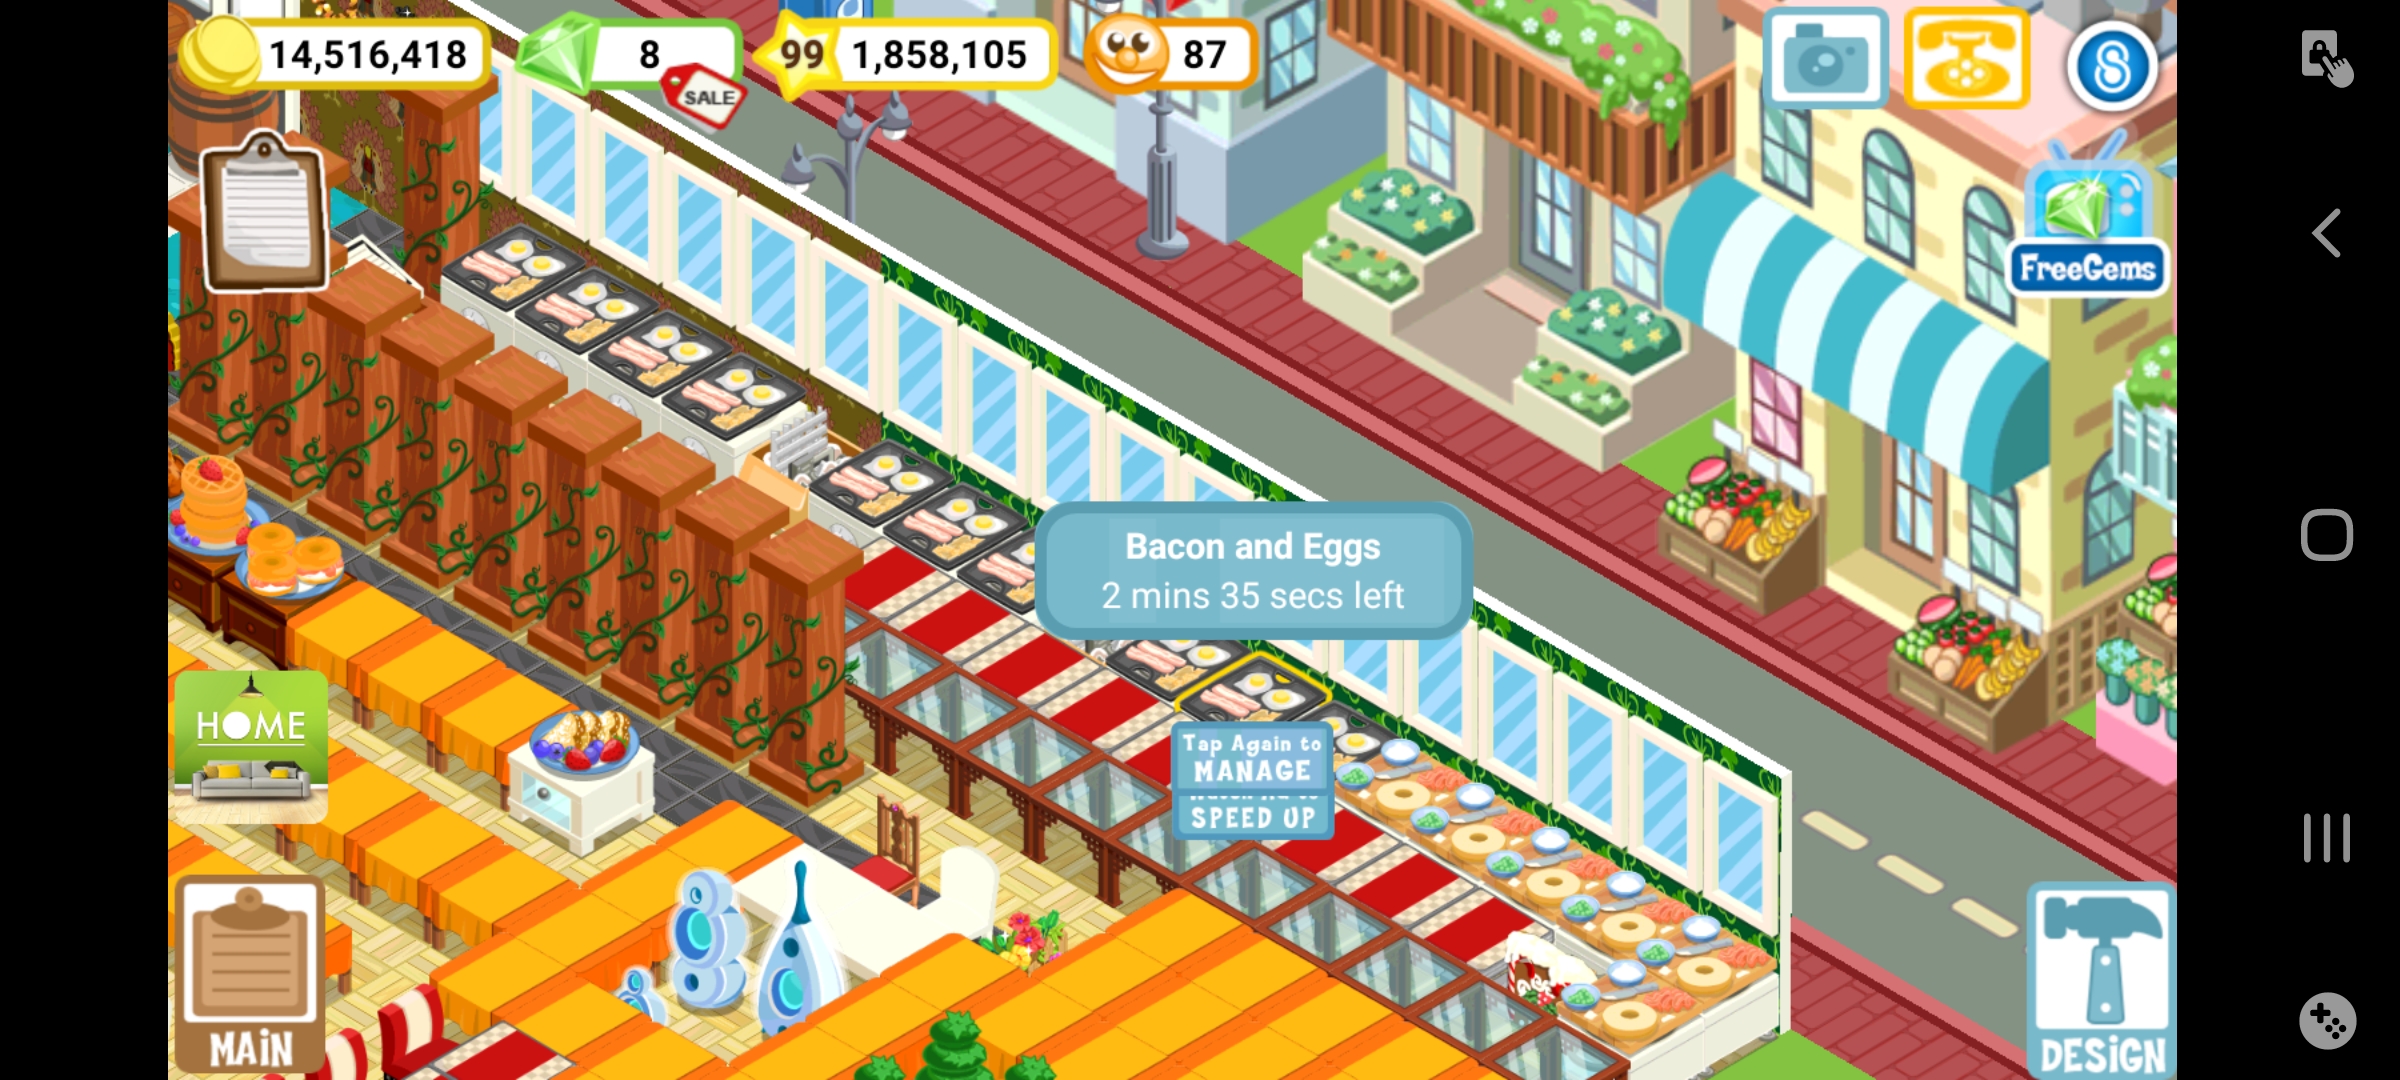 14,516,418
8
SALE
99
1,858,105
87
FreeGems
Bacon and Eggs
2 mins 35 secs left
HOME
Tap Again to
MANAGE
SPEED UP
MAiN
DESiGN